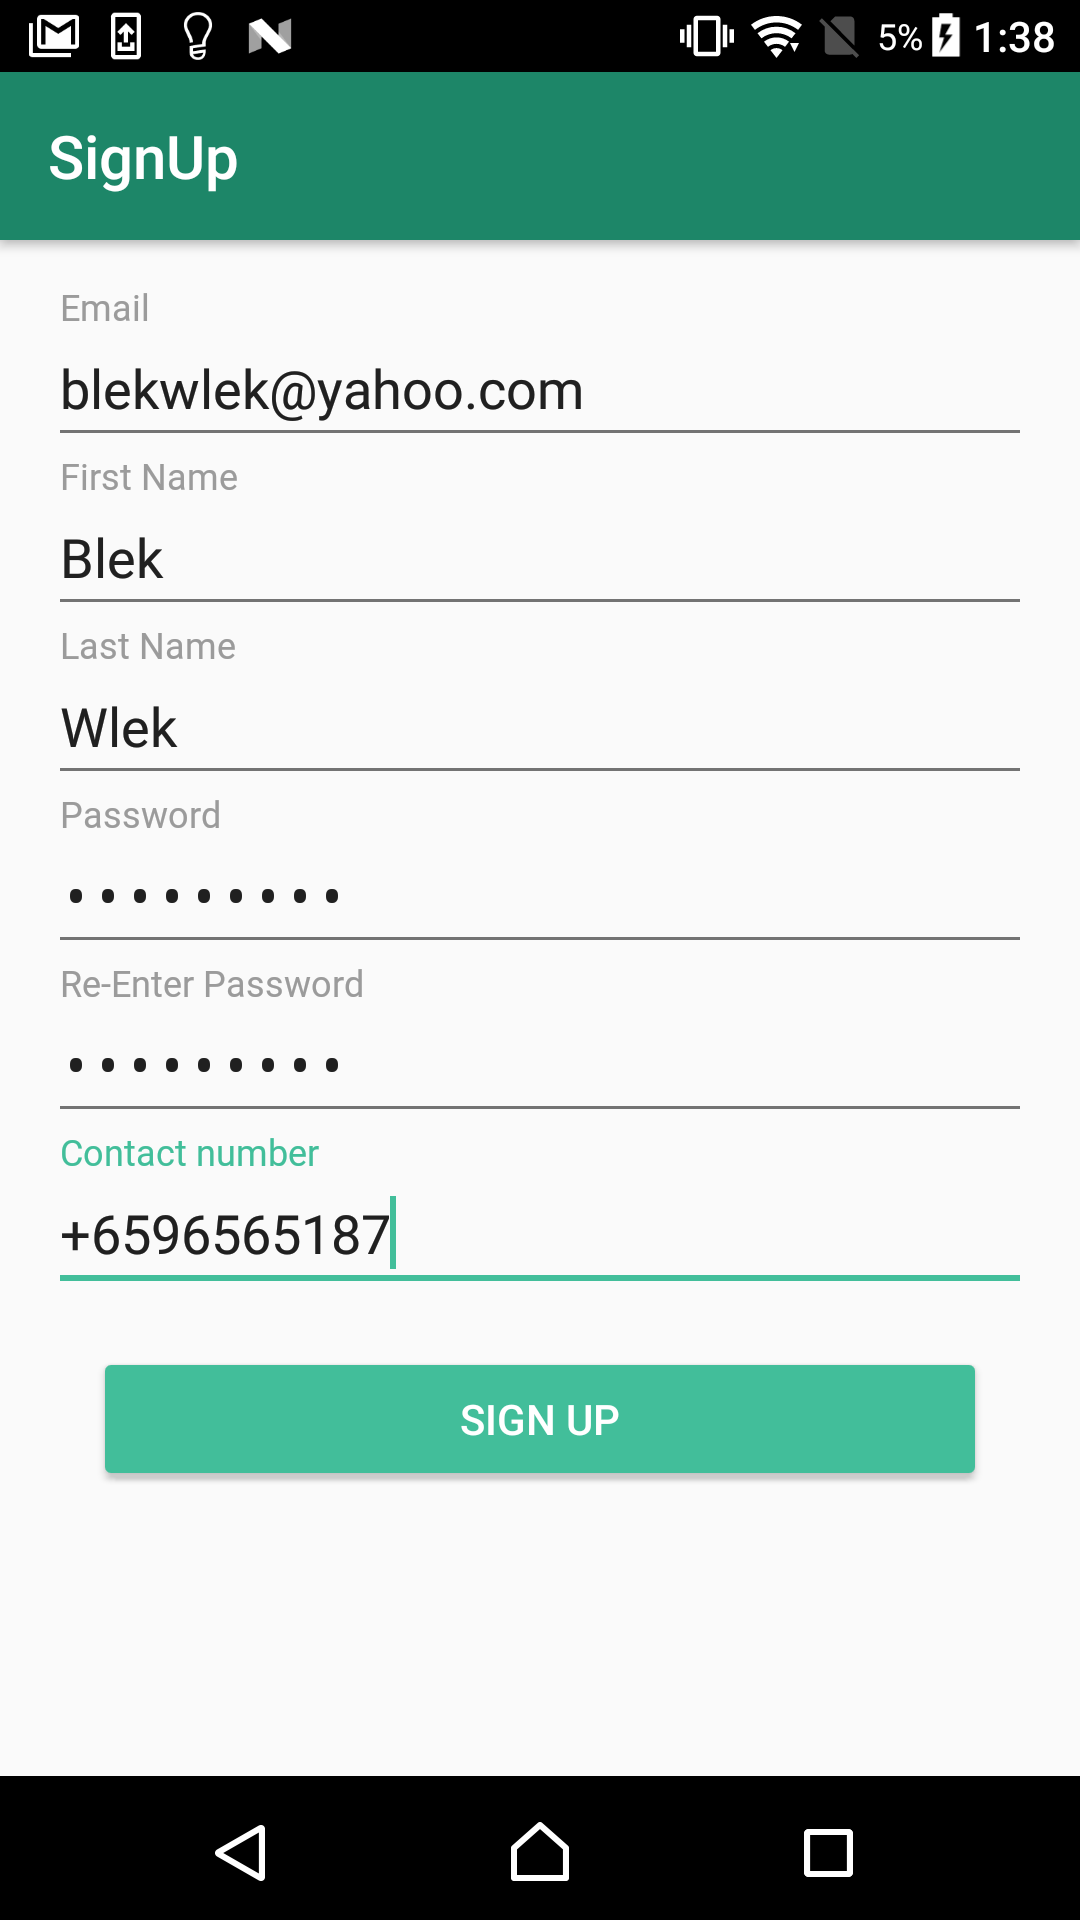 5% 1:38
SignUp
Email
blekwlek@yahoo.com
First Name
Blek
Last Name
Wlek
Password
•••••••••
Re-Enter Password
•••••••••
Contact number
+6596565187
SIGN UP